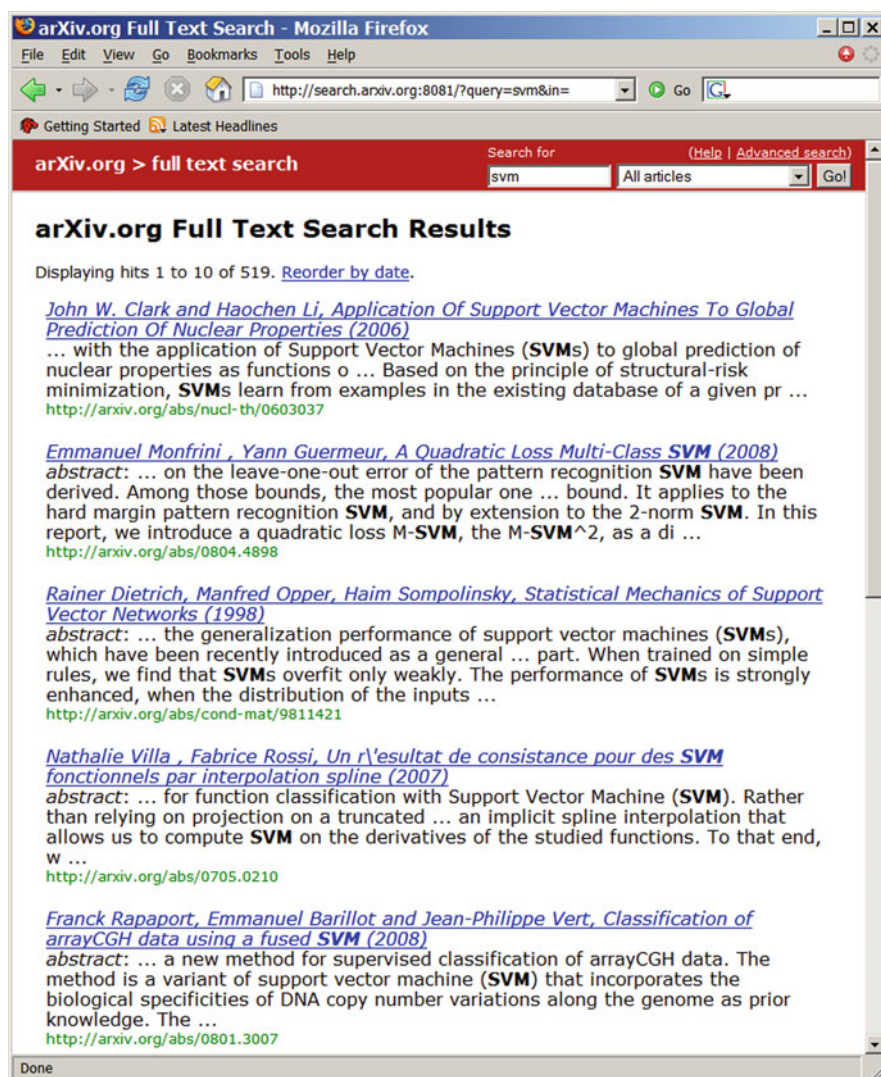 arXiv.org Full Text Search - Mozilla Firefox
File Edit View Go Bookmarks Tools Help
http://search.arxiv.org:8081/?query=svm&in= Go G
Getting Started Latest Headlines
Search for (Help | Advanced search)
arXiv.org > full text search
svm All articles Go!
arXiv.org Full Text Search Results
Displaying hits 1 to 10 of 519. Reorder by date.
John W. Clark and Haochen Li, Application Of Support Vector Machines To Global
Prediction Of Nuclear Properties (2006)
... with the application of Support Vector Machines (SVMs) to global prediction of
nuclear properties as functions o ... Based on the principle of structural-risk
minimization, SVMs learn from examples in the existing database of a given pr ...
http://arxiv.org/abs/nucl-th/0603037
Emmanuel Monfrini , Yann Guermeur, A Quadratic Loss Multi-Class SVM (2008)
abstract: ... on the leave-one-out error of the pattern recognition SVM have been
derived. Among those bounds, the most popular one ... bound. It applies to the
hard margin pattern recognition SVM, and by extension to the 2-norm SVM. In this
report, we introduce a quadratic loss M-SVM, the M-SVM^2, as a di ...
http://arxiv.org/abs/0804.4898
Rainer Dietrich, Manfred Opper, Haim Sompolinsky, Statistical Mechanics of Support
Vector Networks (1998)
abstract: ... the generalization performance of support vector machines (SVMs),
which have been recently introduced as a general ... part. When trained on simple
rules, we find that SVMs overfit only weakly. The performance of SVMs is strongly
enhanced, when the distribution of the inputs ...
http://arxiv.org/abs/cond-mat/9811421
Nathalie Villa , Fabrice Rossi, Un r\'esultat de consistance pour des SVM
fonctionnels par interpolation spline (2007)
abstract: ... for function classification with Support Vector Machine (SVM). Rather
than relying on projection on a truncated ... an implicit spline interpolation that
allows us to compute SVM on the derivatives of the studied functions. To that end,
w ...
http://arxiv.org/abs/0705.0210
Franck Rapaport, Emmanuel Barillot and Jean-Philippe Vert, Classification of
arrayCGH data using a fused SVM (2008)
abstract: ... a new method for supervised classification of arrayCGH data. The
method is a variant of support vector machine (SVM) that incorporates the
biological specificities of DNA copy number variations along the genome as prior
knowledge. The ...
http://arxiv.org/abs/0801.3007
Done